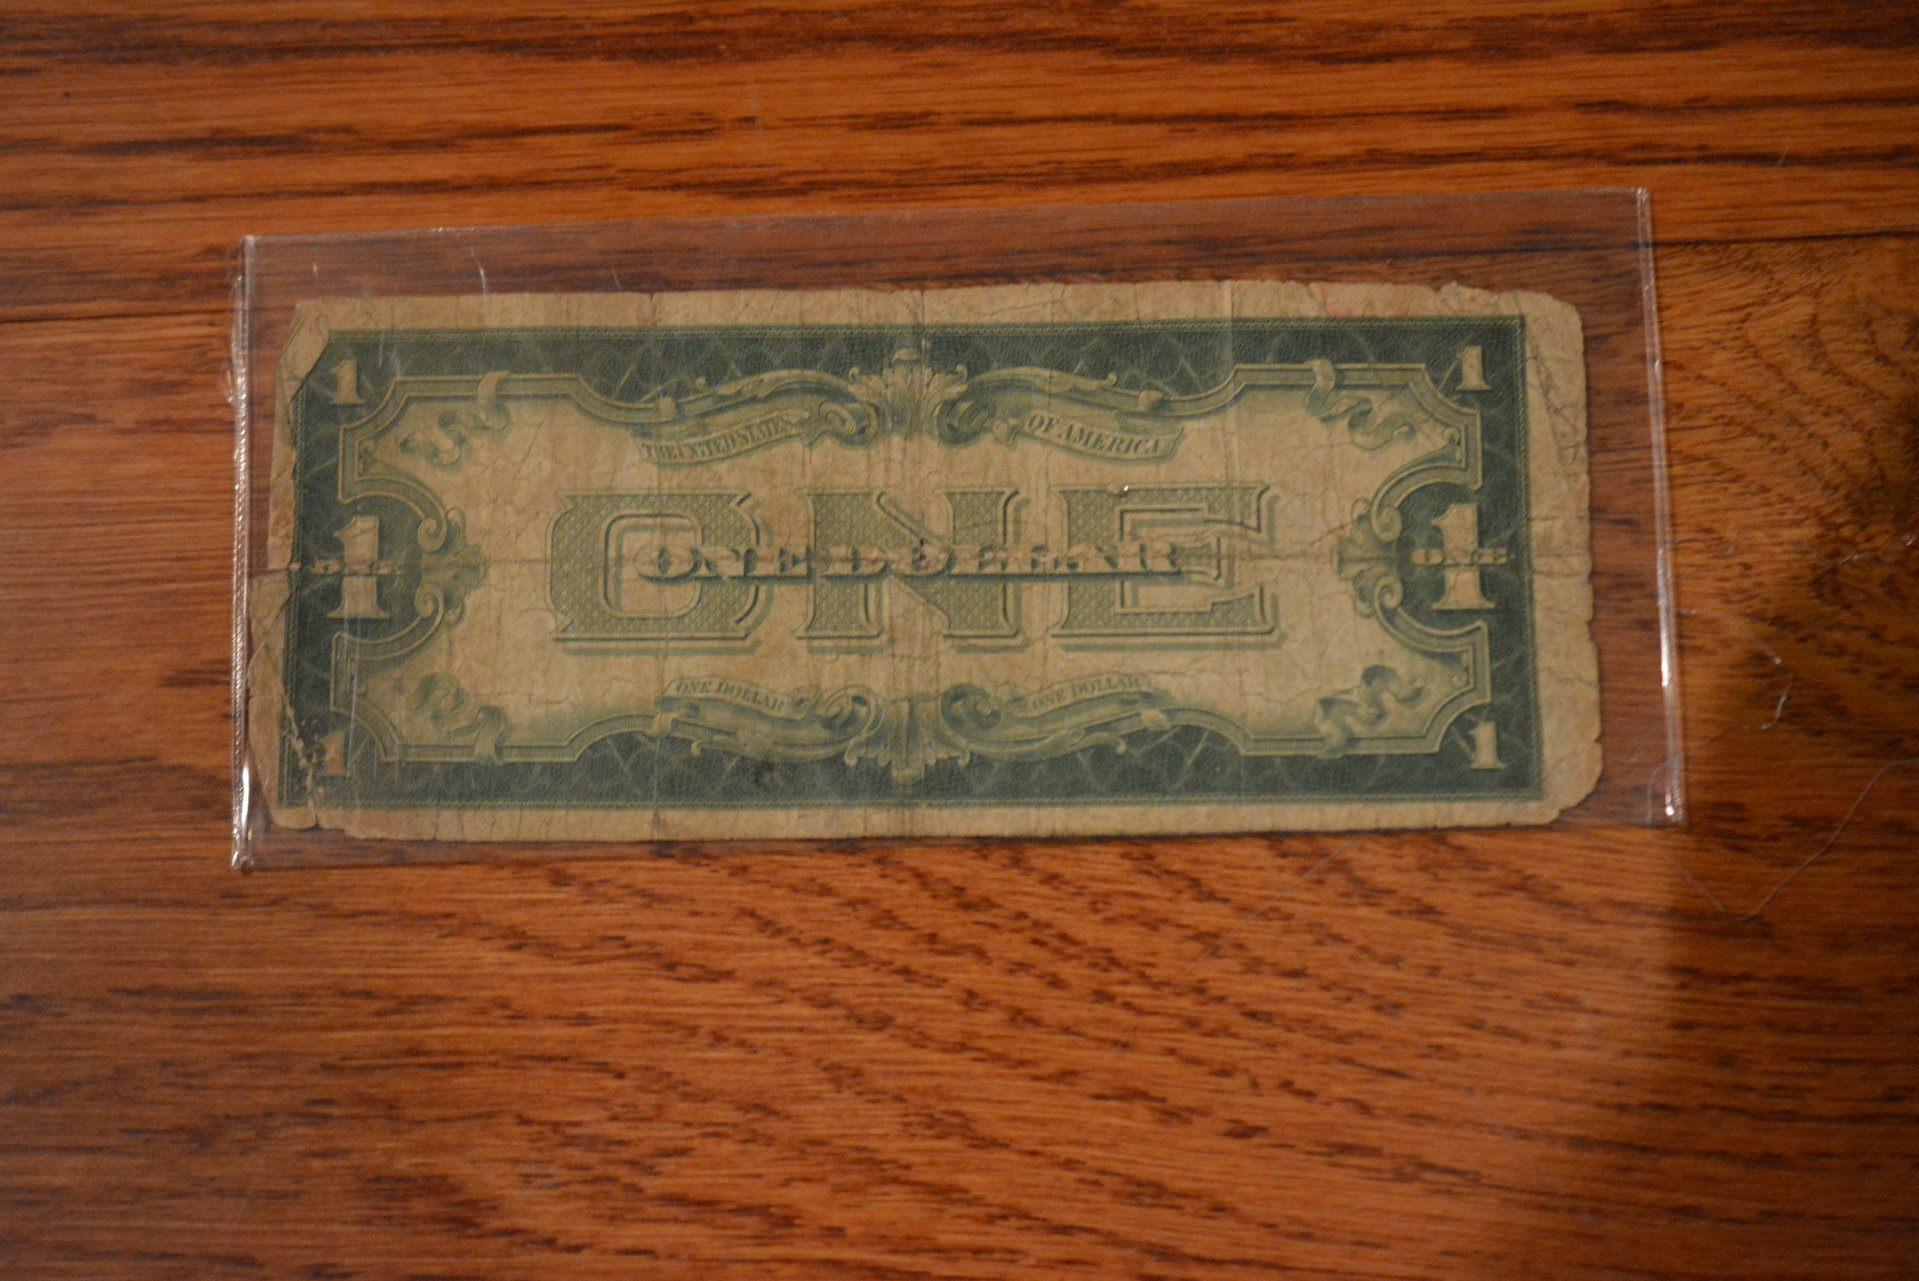 1 1
THE UNITED STATES OF AMERICA
ONE
1 ONE ONE DOLLAR 1 ONE
ONE DOLLAR ONE DOLLAR
1 1